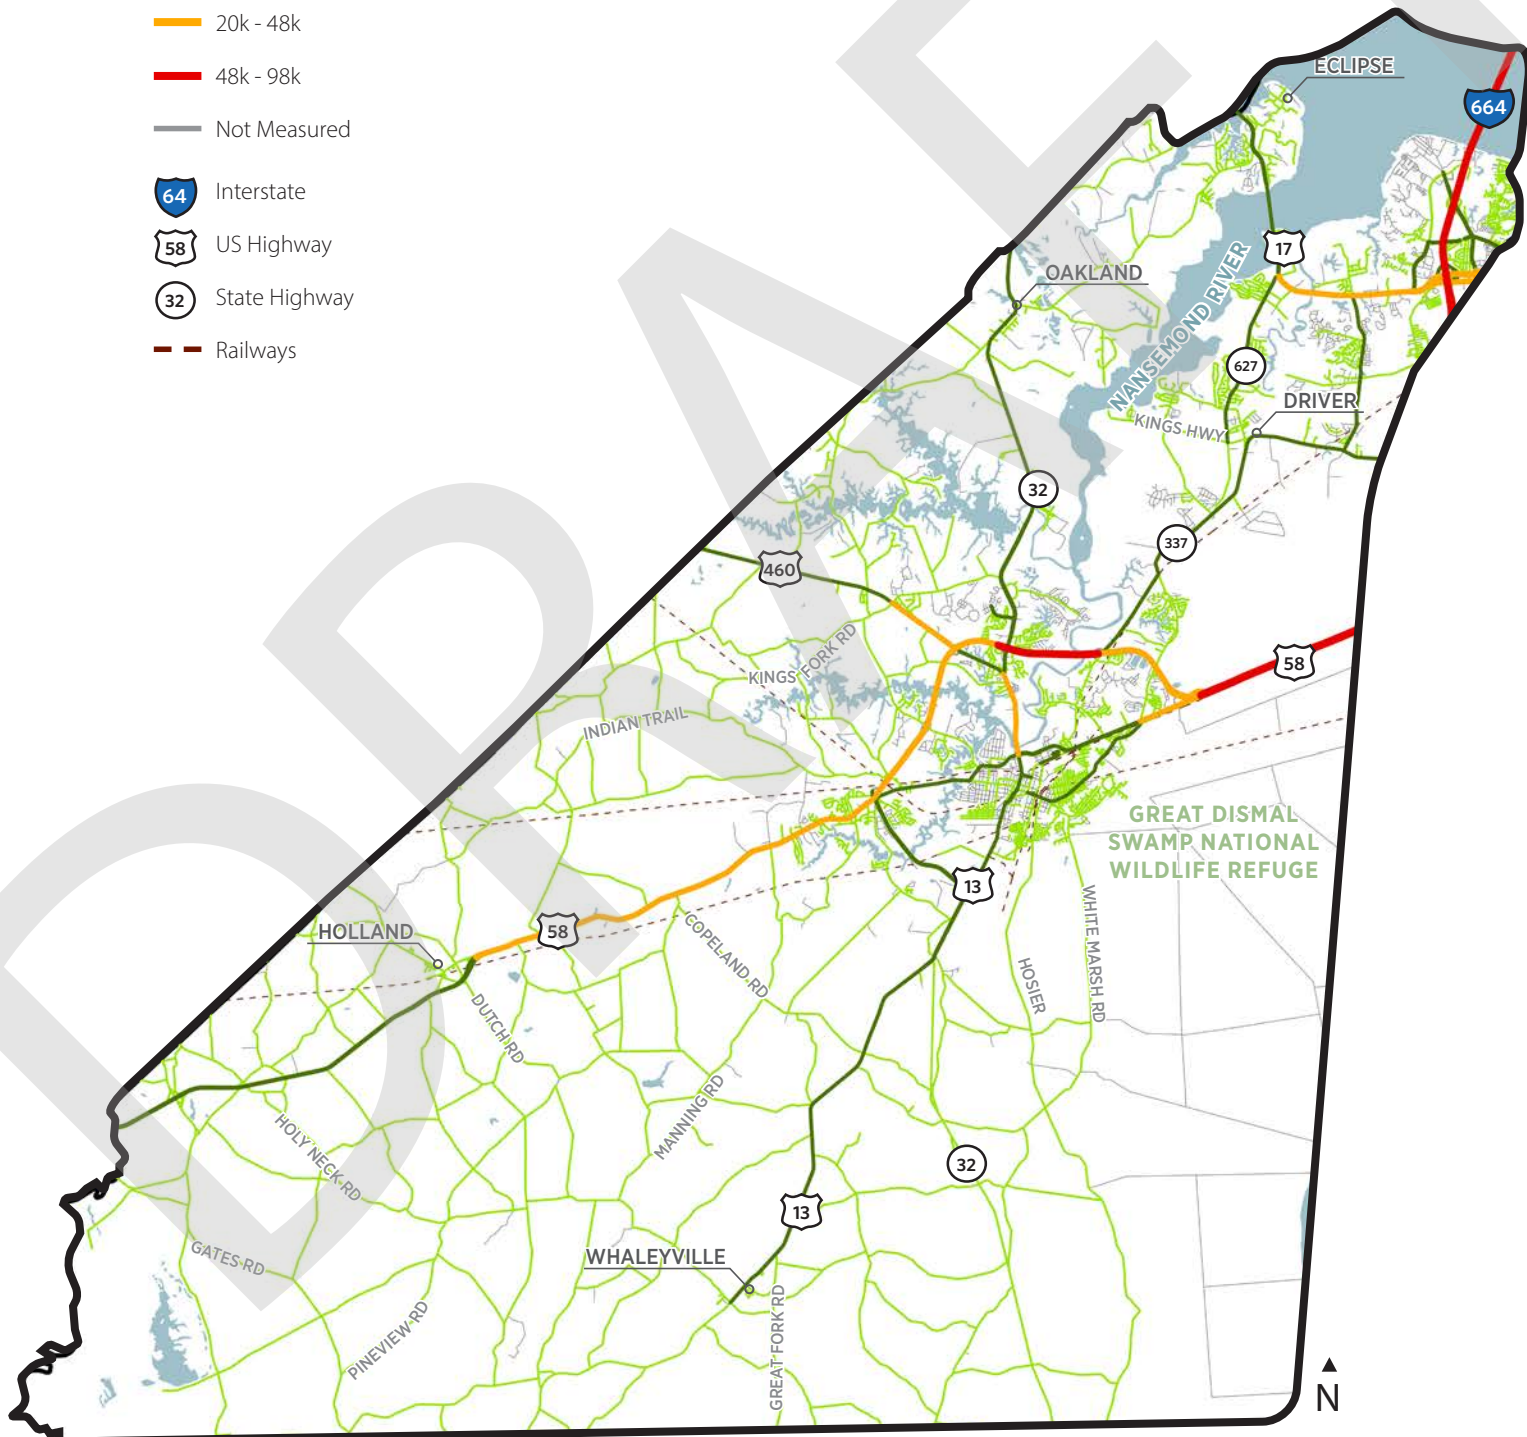 20k - 48k
48k - 98k
Not Measured
64 Interstate
58 US Highway
32 State Highway
Railways
ECLIPSE
664
17
OAKLAND
NANSEMOND RIVER
627
DRIVER
KINGS HWY
32
337
460
KINGS FORK RD
58
INDIAN TRAIL
GREAT DISMAL
SWAMP NATIONAL
WILDLIFE REFUGE
13
HOLLAND
58
COPELAND RD
WHITE MARSH RD
HOSIER
DUTCH RD
MANNING RD
HOLY NECK RD
32
13
GATES RD
WHALEYVILLE
PINEVIEW RD
GREAT FORK RD
N
DRAFT